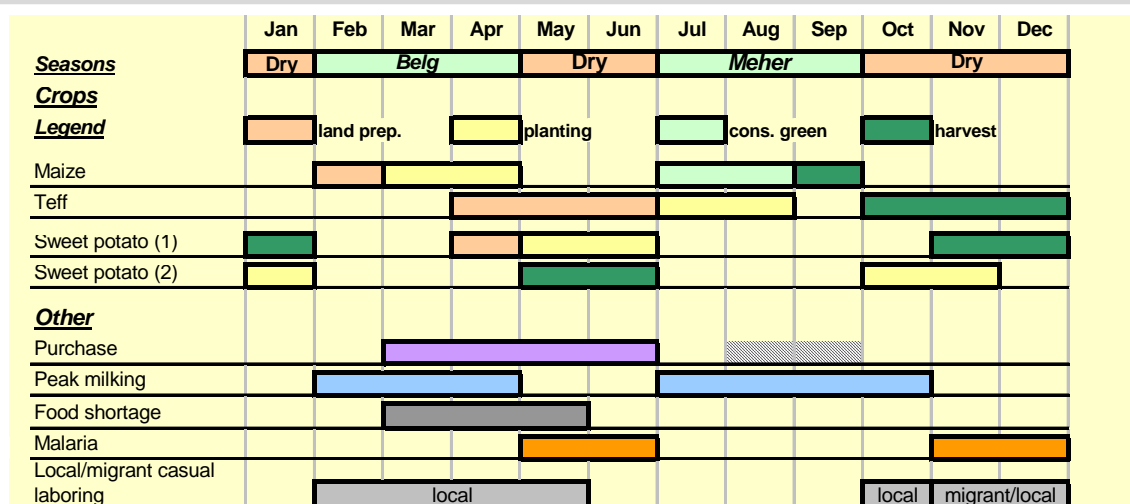 Jan Feb Mar Apr May Jun Jul Aug Sep Oct Nov Dec
Seasons Dry Belg Dry Meher Dry
Crops
Legend land prep. planting cons. green harvest
Maize
Teff
Sweet potato (1)
Sweet potato (2)
Other
Purchase
Peak milking
Food shortage
Malaria
Local/migrant casual
laboring local local migrant/local